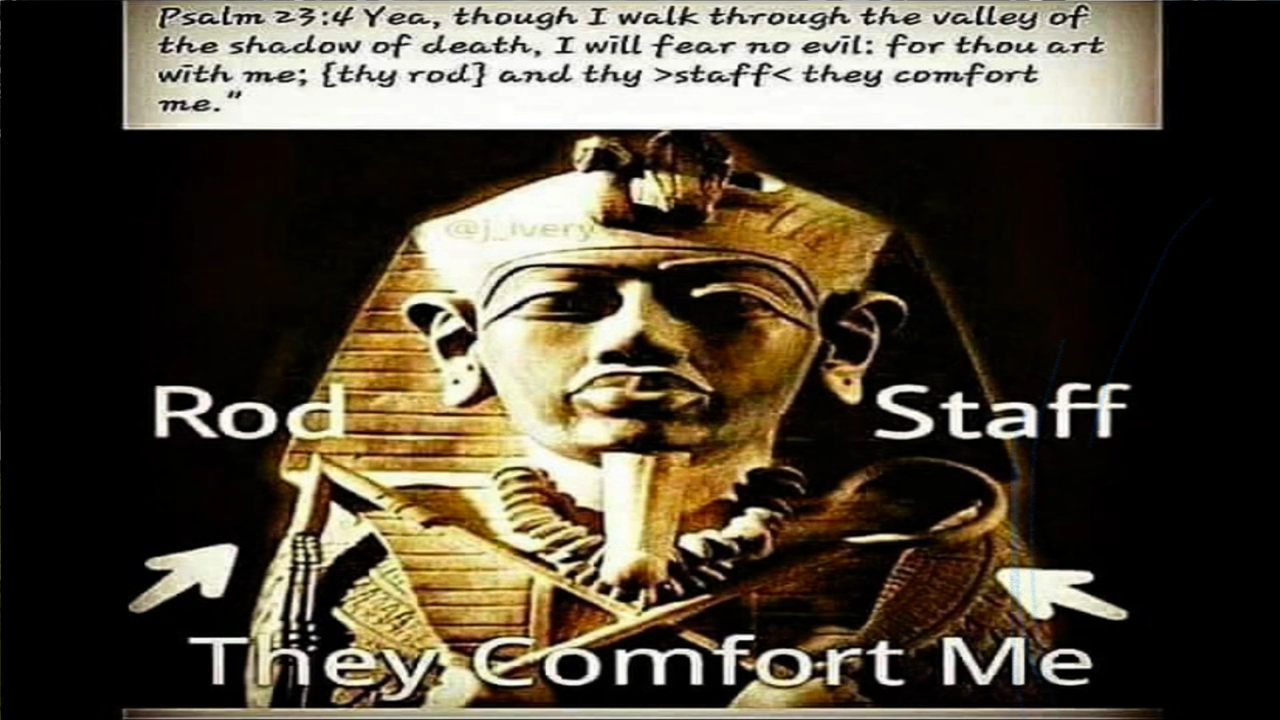 Psalm 23:4 Yea, though I walk through the valley of
the shadow of death, I will fear no evil: for thou art
with me; {thy rod} and thy >staff< they comfort
me."
@j_ivery
Rod
Staff
They Comfort Me